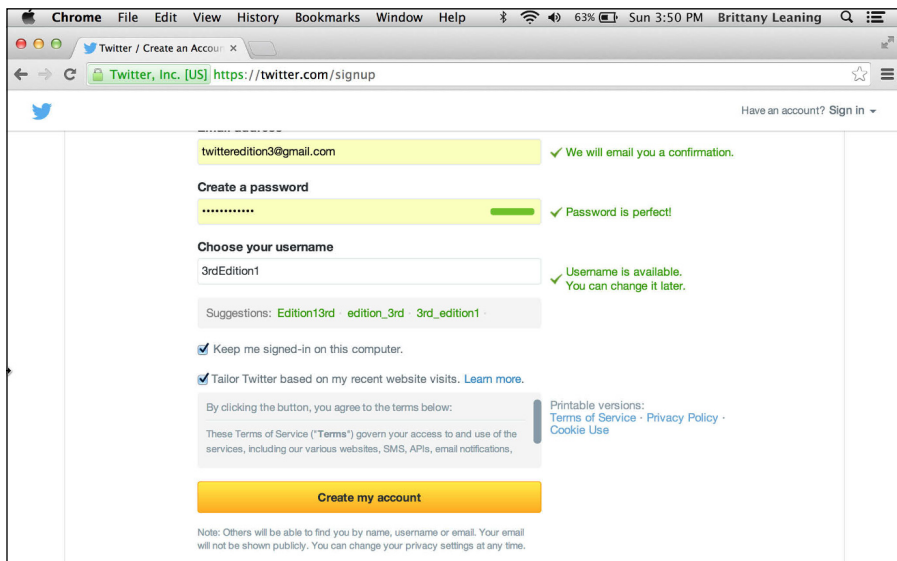 Chrome File Edit View History Bookmarks Window Help 63% Sun 3:50 PM Brittany Leaning
Twitter / Create an Accoun
Twitter, Inc. [US] https://twitter.com/signup
Have an account? Sign in
Email address
twitteredition3@gmail.com
We will email you a confirmation.
Create a password
Password is perfect!
Choose your username
3rdEdition1
Username is available.
You can change it later.
Suggestions: Edition13rd · edition_3rd · 3rd_edition1 ·
Keep me signed-in on this computer.
Tailor Twitter based on my recent website visits. Learn more.
By clicking the button, you agree to the terms below:
These Terms of Service ("Terms") govern your access to and use of the
services, including our various websites, SMS, APIs, email notifications,
Printable versions:
Terms of Service · Privacy Policy ·
Cookie Use
Create my account
Note: Others will be able to find you by name, username or email. Your email
will not be shown publicly. You can change your privacy settings at any time.